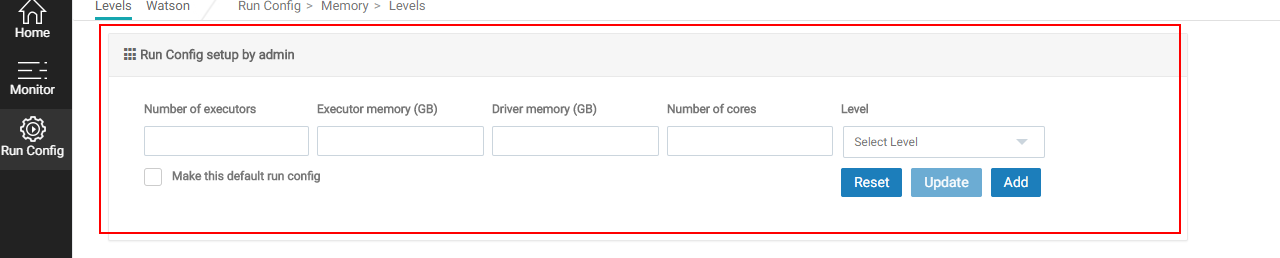 Levels Watson Run Config > Memory > Levels
Home
Monitor
Run Config
Run Config setup by admin
Number of executors Executor memory (GB) Driver memory (GB) Number of cores Level
Select Level
Make this default run config
Reset Update Add